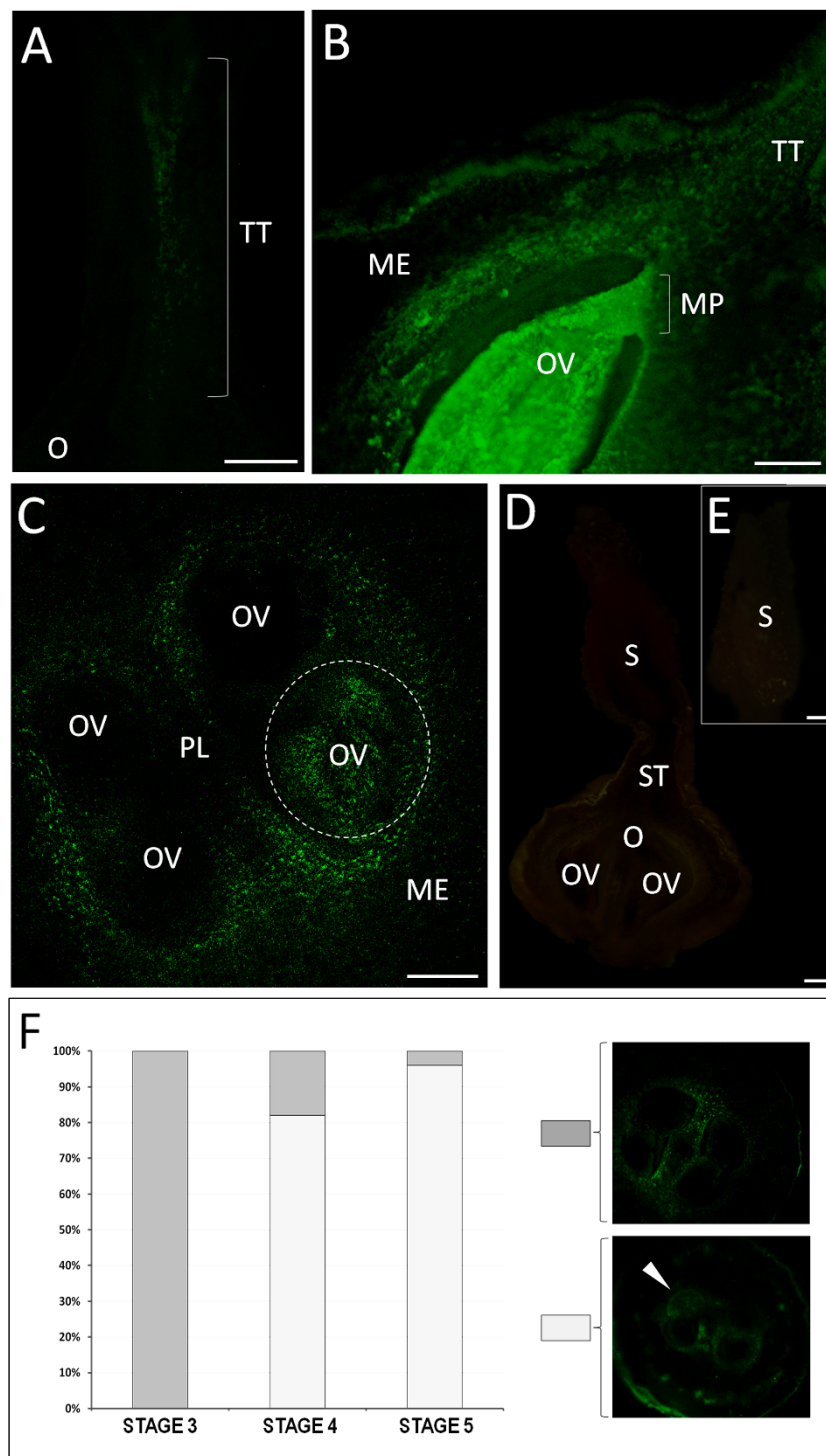 A
TT
O
B
TT
ME
MP
OV
C
OV
OV
PL
OV
OV
ME
D
S
ST
O
OV
OV
E
S
F
100%
90%
80%
70%
60%
50%
40%
30%
20%
10%
0%
STAGE 3
STAGE 4
STAGE 5